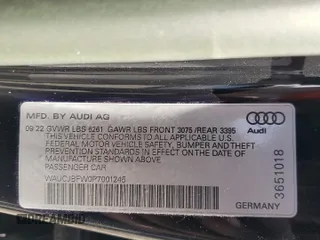 MFD. BY AUDI AG
09.22 GVWR LBS 6261 GAWR LBS FRONT 3075 /REAR 3395
THIS VEHICLE CONFORMS TO ALL APPLICABLE U.S.
FEDERAL MOTOR VEHICLE SAFETY, BUMPER AND THEFT
PREVENTION STANDARDS IN EFFECT ON THE DATE OF
MANUFACTURE SHOWN ABOVE.
PASSENGER CAR
WAUCJBFW0P7001245
GERMANY
Audi
3651018